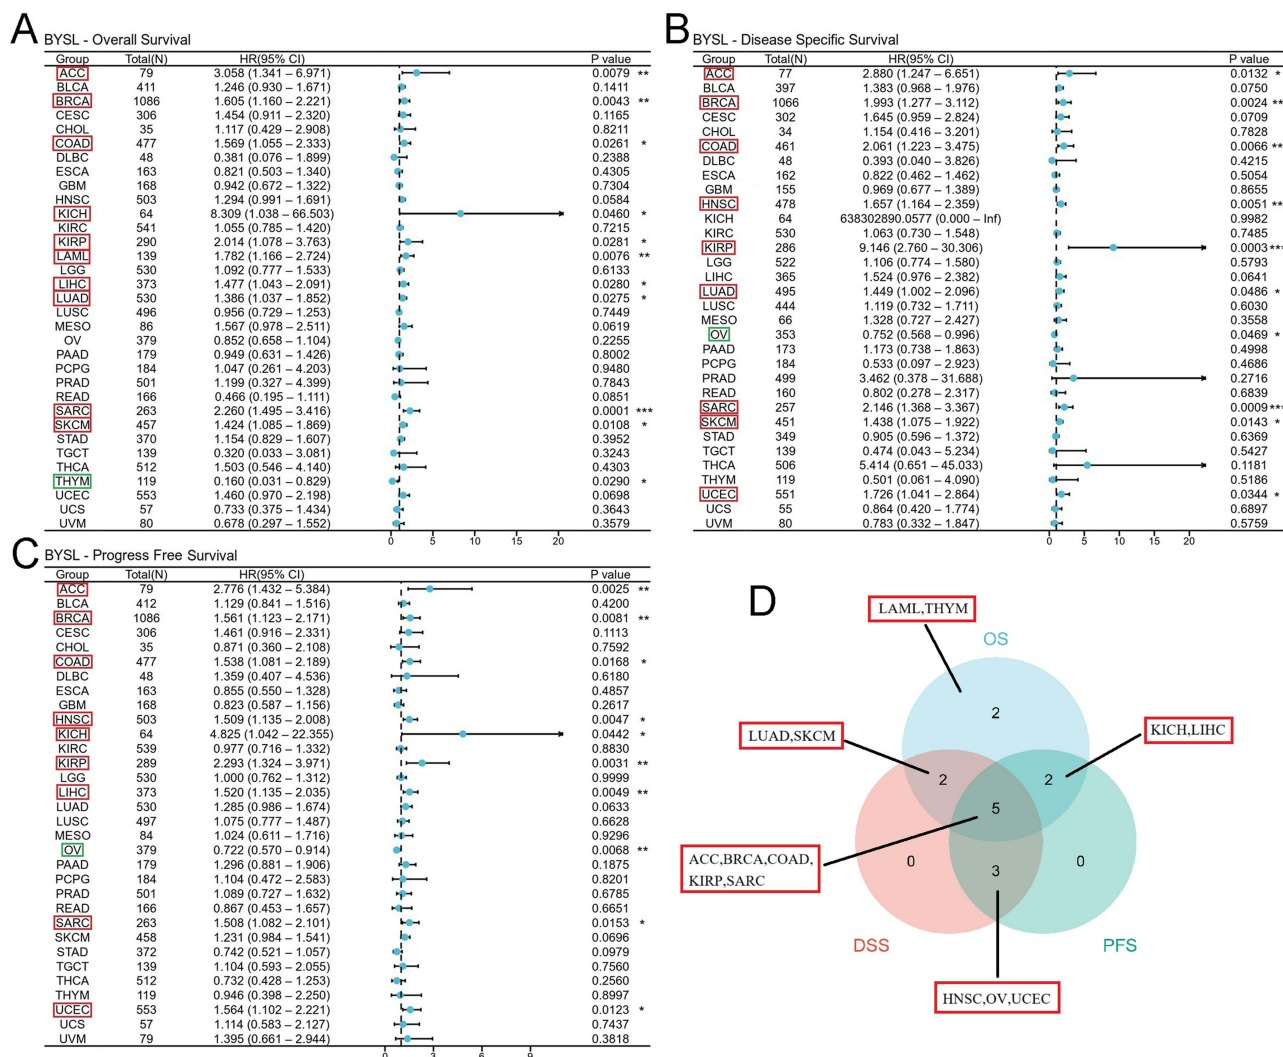 A
BYSL - Overall Survival
Group Total(N) HR(95% CI) P value
ACC 79 3.058 (1.341 – 6.971) 0.0079 **
BLCA 411 1.246 (0.930 – 1.671) 0.1411
BRCA 1086 1.605 (1.160 – 2.221) 0.0043 **
CESC 306 1.454 (0.911 – 2.320) 0.1165
CHOL 35 1.117 (0.429 – 2.908) 0.8211
COAD 477 1.569 (1.055 – 2.333) 0.0261 *
DLBC 48 0.381 (0.076 – 1.899) 0.2388
ESCA 163 0.821 (0.503 – 1.340) 0.4305
GBM 168 0.942 (0.672 – 1.322) 0.7304
HNSC 503 1.294 (0.991 – 1.691) 0.0584
KICH 64 8.309 (1.038 – 66.503) 0.0460 *
KIRC 541 1.055 (0.785 – 1.420) 0.7215
KIRP 290 2.014 (1.078 – 3.763) 0.0281 *
LAML 139 1.782 (1.166 – 2.724) 0.0076 **
LGG 530 1.092 (0.777 – 1.533) 0.6133
LIHC 373 1.477 (1.043 – 2.091) 0.0280 *
LUAD 530 1.386 (1.037 – 1.852) 0.0275 *
LUSC 496 0.956 (0.729 – 1.253) 0.7449
MESO 86 1.567 (0.978 – 2.511) 0.0619
OV 379 0.852 (0.658 – 1.104) 0.2255
PAAD 179 0.949 (0.631 – 1.426) 0.8002
PCPG 184 1.047 (0.261 – 4.203) 0.9480
PRAD 501 1.199 (0.327 – 4.399) 0.7843
READ 166 0.466 (0.195 – 1.111) 0.0851
SARC 263 2.260 (1.495 – 3.416) 0.0001 ***
SKCM 457 1.424 (1.085 – 1.869) 0.0108 *
STAD 370 1.154 (0.829 – 1.607) 0.3952
TGCT 139 0.320 (0.033 – 3.081) 0.3243
THCA 512 1.503 (0.546 – 4.140) 0.4303
THYM 119 0.160 (0.031 – 0.829) 0.0290 *
UCEC 553 1.460 (0.970 – 2.198) 0.0698
UCS 57 0.733 (0.375 – 1.434) 0.3643
UVM 80 0.678 (0.297 – 1.552) 0.3579
0 5 10 15 20
B
BYSL - Disease Specific Survival
Group Total(N) HR(95% CI) P value
ACC 77 2.880 (1.247 – 6.651) 0.0132 *
BLCA 397 1.383 (0.968 – 1.976) 0.0750
BRCA 1066 1.993 (1.277 – 3.112) 0.0024 **
CESC 302 1.645 (0.959 – 2.824) 0.0709
CHOL 34 1.154 (0.416 – 3.201) 0.7828
COAD 461 2.061 (1.223 – 3.475) 0.0066 **
DLBC 48 0.393 (0.040 – 3.826) 0.4215
ESCA 162 0.822 (0.462 – 1.462) 0.5054
GBM 155 0.969 (0.677 – 1.389) 0.8655
HNSC 478 1.657 (1.164 – 2.359) 0.0051 **
KICH 64 638302890.0577 (0.000 – Inf) 0.9982
KIRC 530 1.063 (0.730 – 1.548) 0.7485
KIRP 286 9.146 (2.760 – 30.306) 0.0003 ***
LGG 522 1.106 (0.774 – 1.580) 0.5793
LIHC 365 1.524 (0.976 – 2.382) 0.0641
LUAD 495 1.449 (1.002 – 2.096) 0.0486 *
LUSC 444 1.119 (0.732 – 1.711) 0.6030
MESO 66 1.328 (0.727 – 2.427) 0.3558
OV 353 0.752 (0.568 – 0.996) 0.0469 *
PAAD 173 1.173 (0.738 – 1.863) 0.4998
PCPG 184 0.533 (0.097 – 2.923) 0.4686
PRAD 499 3.462 (0.378 – 31.688) 0.2716
READ 160 0.802 (0.278 – 2.317) 0.6839
SARC 257 2.146 (1.368 – 3.367) 0.0009 ***
SKCM 451 1.438 (1.075 – 1.922) 0.0143 *
STAD 349 0.905 (0.596 – 1.372) 0.6369
TGCT 139 0.474 (0.043 – 5.234) 0.5427
THCA 506 5.414 (0.651 – 45.033) 0.1181
THYM 119 0.501 (0.061 – 4.090) 0.5186
UCEC 551 1.726 (1.041 – 2.864) 0.0344 *
UCS 55 0.864 (0.420 – 1.774) 0.6897
UVM 80 0.783 (0.332 – 1.847) 0.5759
0 5 10 15 20
C
BYSL - Progress Free Survival
Group Total(N) HR(95% CI) P value
ACC 79 2.776 (1.432 – 5.384) 0.0025 **
BLCA 412 1.129 (0.841 – 1.516) 0.4200
BRCA 1086 1.561 (1.123 – 2.171) 0.0081 **
CESC 306 1.461 (0.916 – 2.331) 0.1113
CHOL 35 0.871 (0.360 – 2.108) 0.7592
COAD 477 1.538 (1.081 – 2.189) 0.0168 *
DLBC 48 1.359 (0.407 – 4.536) 0.6180
ESCA 163 0.855 (0.550 – 1.328) 0.4857
GBM 168 0.823 (0.587 – 1.156) 0.2617
HNSC 503 1.509 (1.135 – 2.008) 0.0047 *
KICH 64 4.825 (1.042 – 22.355) 0.0442 *
KIRC 539 0.977 (0.716 – 1.332) 0.8830
KIRP 289 2.293 (1.324 – 3.971) 0.0031 **
LGG 530 1.000 (0.762 – 1.312) 0.9999
LIHC 373 1.520 (1.135 – 2.035) 0.0049 **
LUAD 530 1.285 (0.986 – 1.674) 0.0633
LUSC 497 1.075 (0.777 – 1.487) 0.6628
MESO 84 1.024 (0.611 – 1.716) 0.9296
OV 379 0.722 (0.570 – 0.914) 0.0068 **
PAAD 179 1.296 (0.881 – 1.906) 0.1875
PCPG 184 1.104 (0.472 – 2.583) 0.8201
PRAD 501 1.089 (0.727 – 1.632) 0.6785
READ 166 0.867 (0.453 – 1.657) 0.6651
SARC 263 1.508 (1.082 – 2.101) 0.0153 *
SKCM 458 1.231 (0.984 – 1.541) 0.0696
STAD 372 0.742 (0.521 – 1.057) 0.0979
TGCT 139 1.104 (0.593 – 2.055) 0.7560
THCA 512 0.732 (0.428 – 1.253) 0.2560
THYM 119 0.946 (0.398 – 2.250) 0.8997
UCEC 553 1.564 (1.102 – 2.221) 0.0123 *
UCS 57 1.114 (0.583 – 2.127) 0.7437
UVM 79 1.395 (0.661 – 2.944) 0.3818
0 3 6 9
D
LAML,THYM
OS
2
LUAD,SKCM
KICH,LIHC
2 2
5
ACC,BRCA,COAD,
KIRP,SARC
0 3 0
DSS PFS
HNSC,OV,UCEC